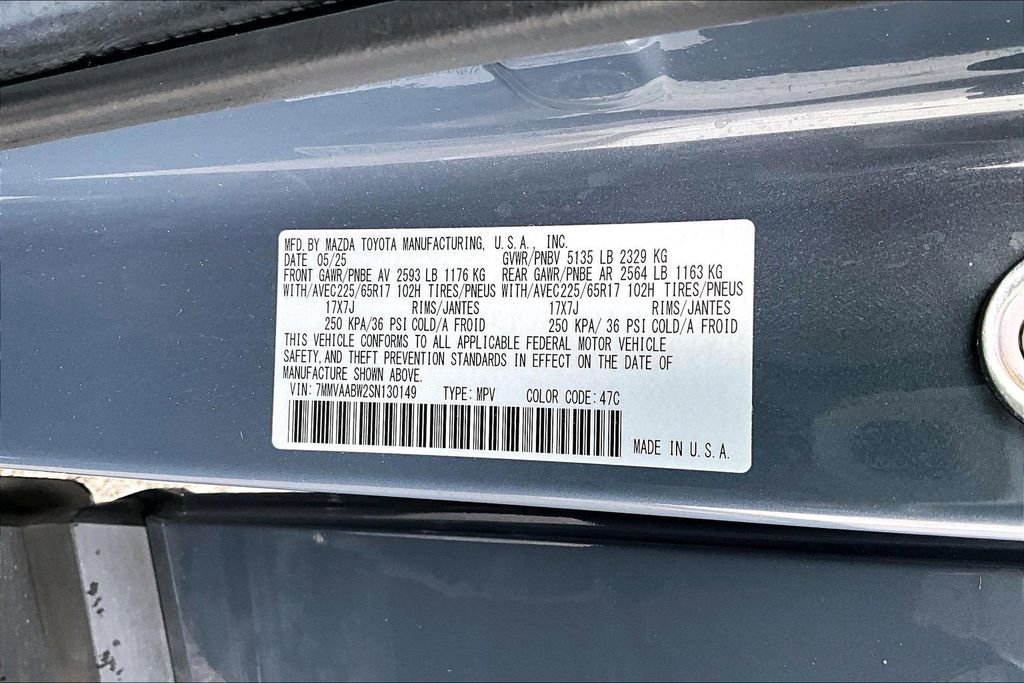 MFD. BY MAZDA TOYOTA MANUFACTURING, U.S.A., INC.
DATE 05/25 GVWR/PNBV 5135 LB 2329 KG
FRONT GAWR/PNBE AV 2593 LB 1176 KG REAR GAWR/PNBE AR 2564 LB 1163 KG
WITH/AVEC225/65R17 102H TIRES/PNEUS WITH/AVEC225/65R17 102H TIRES/PNEUS
17X7J RIMS/JANTES 17X7J RIMS/JANTES
250 KPA/36 PSI COLD/A FROID 250 KPA/ 36 PSI COLD/A FROID
THIS VEHICLE CONFORMS TO ALL APPLICABLE FEDERAL MOTOR VEHICLE
SAFETY, AND THEFT PREVENTION STANDARDS IN EFFECT ON THE DATE OF
MANUFACTURE SHOWN ABOVE.
VIN: 7MMVAABW2SN130149 TYPE: MPV COLOR CODE: 47C
MADE IN U.S.A.